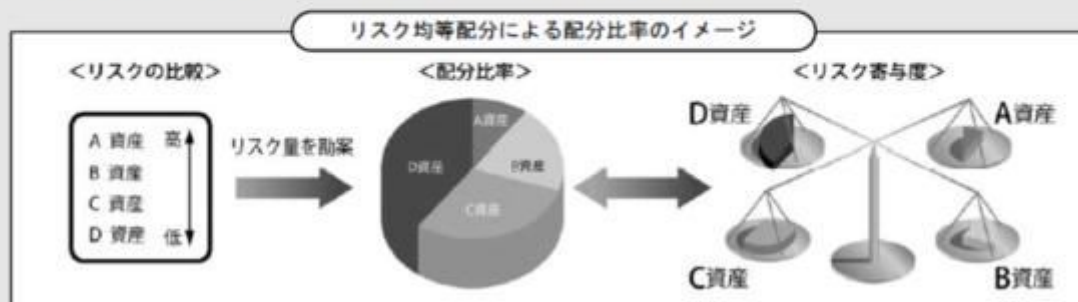 リスク均等配分による配分比率のイメージ
＜リスクの比較＞
A 資産 高
B 資産
C 資産
D 資産 低
リスク量を勘案
＜配分比率＞
A資産
B資産
C資産
D資産
＜リスク寄与度＞
D資産
A資産
C資産
B資産